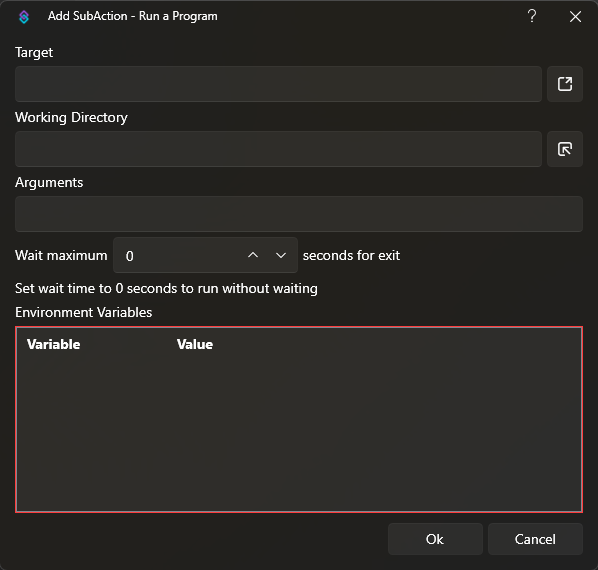 Add SubAction - Run a Program ?
Target
Working Directory
Arguments
Wait maximum 0 seconds for exit
Set wait time to 0 seconds to run without waiting
Environment Variables
Variable Value
Ok Cancel